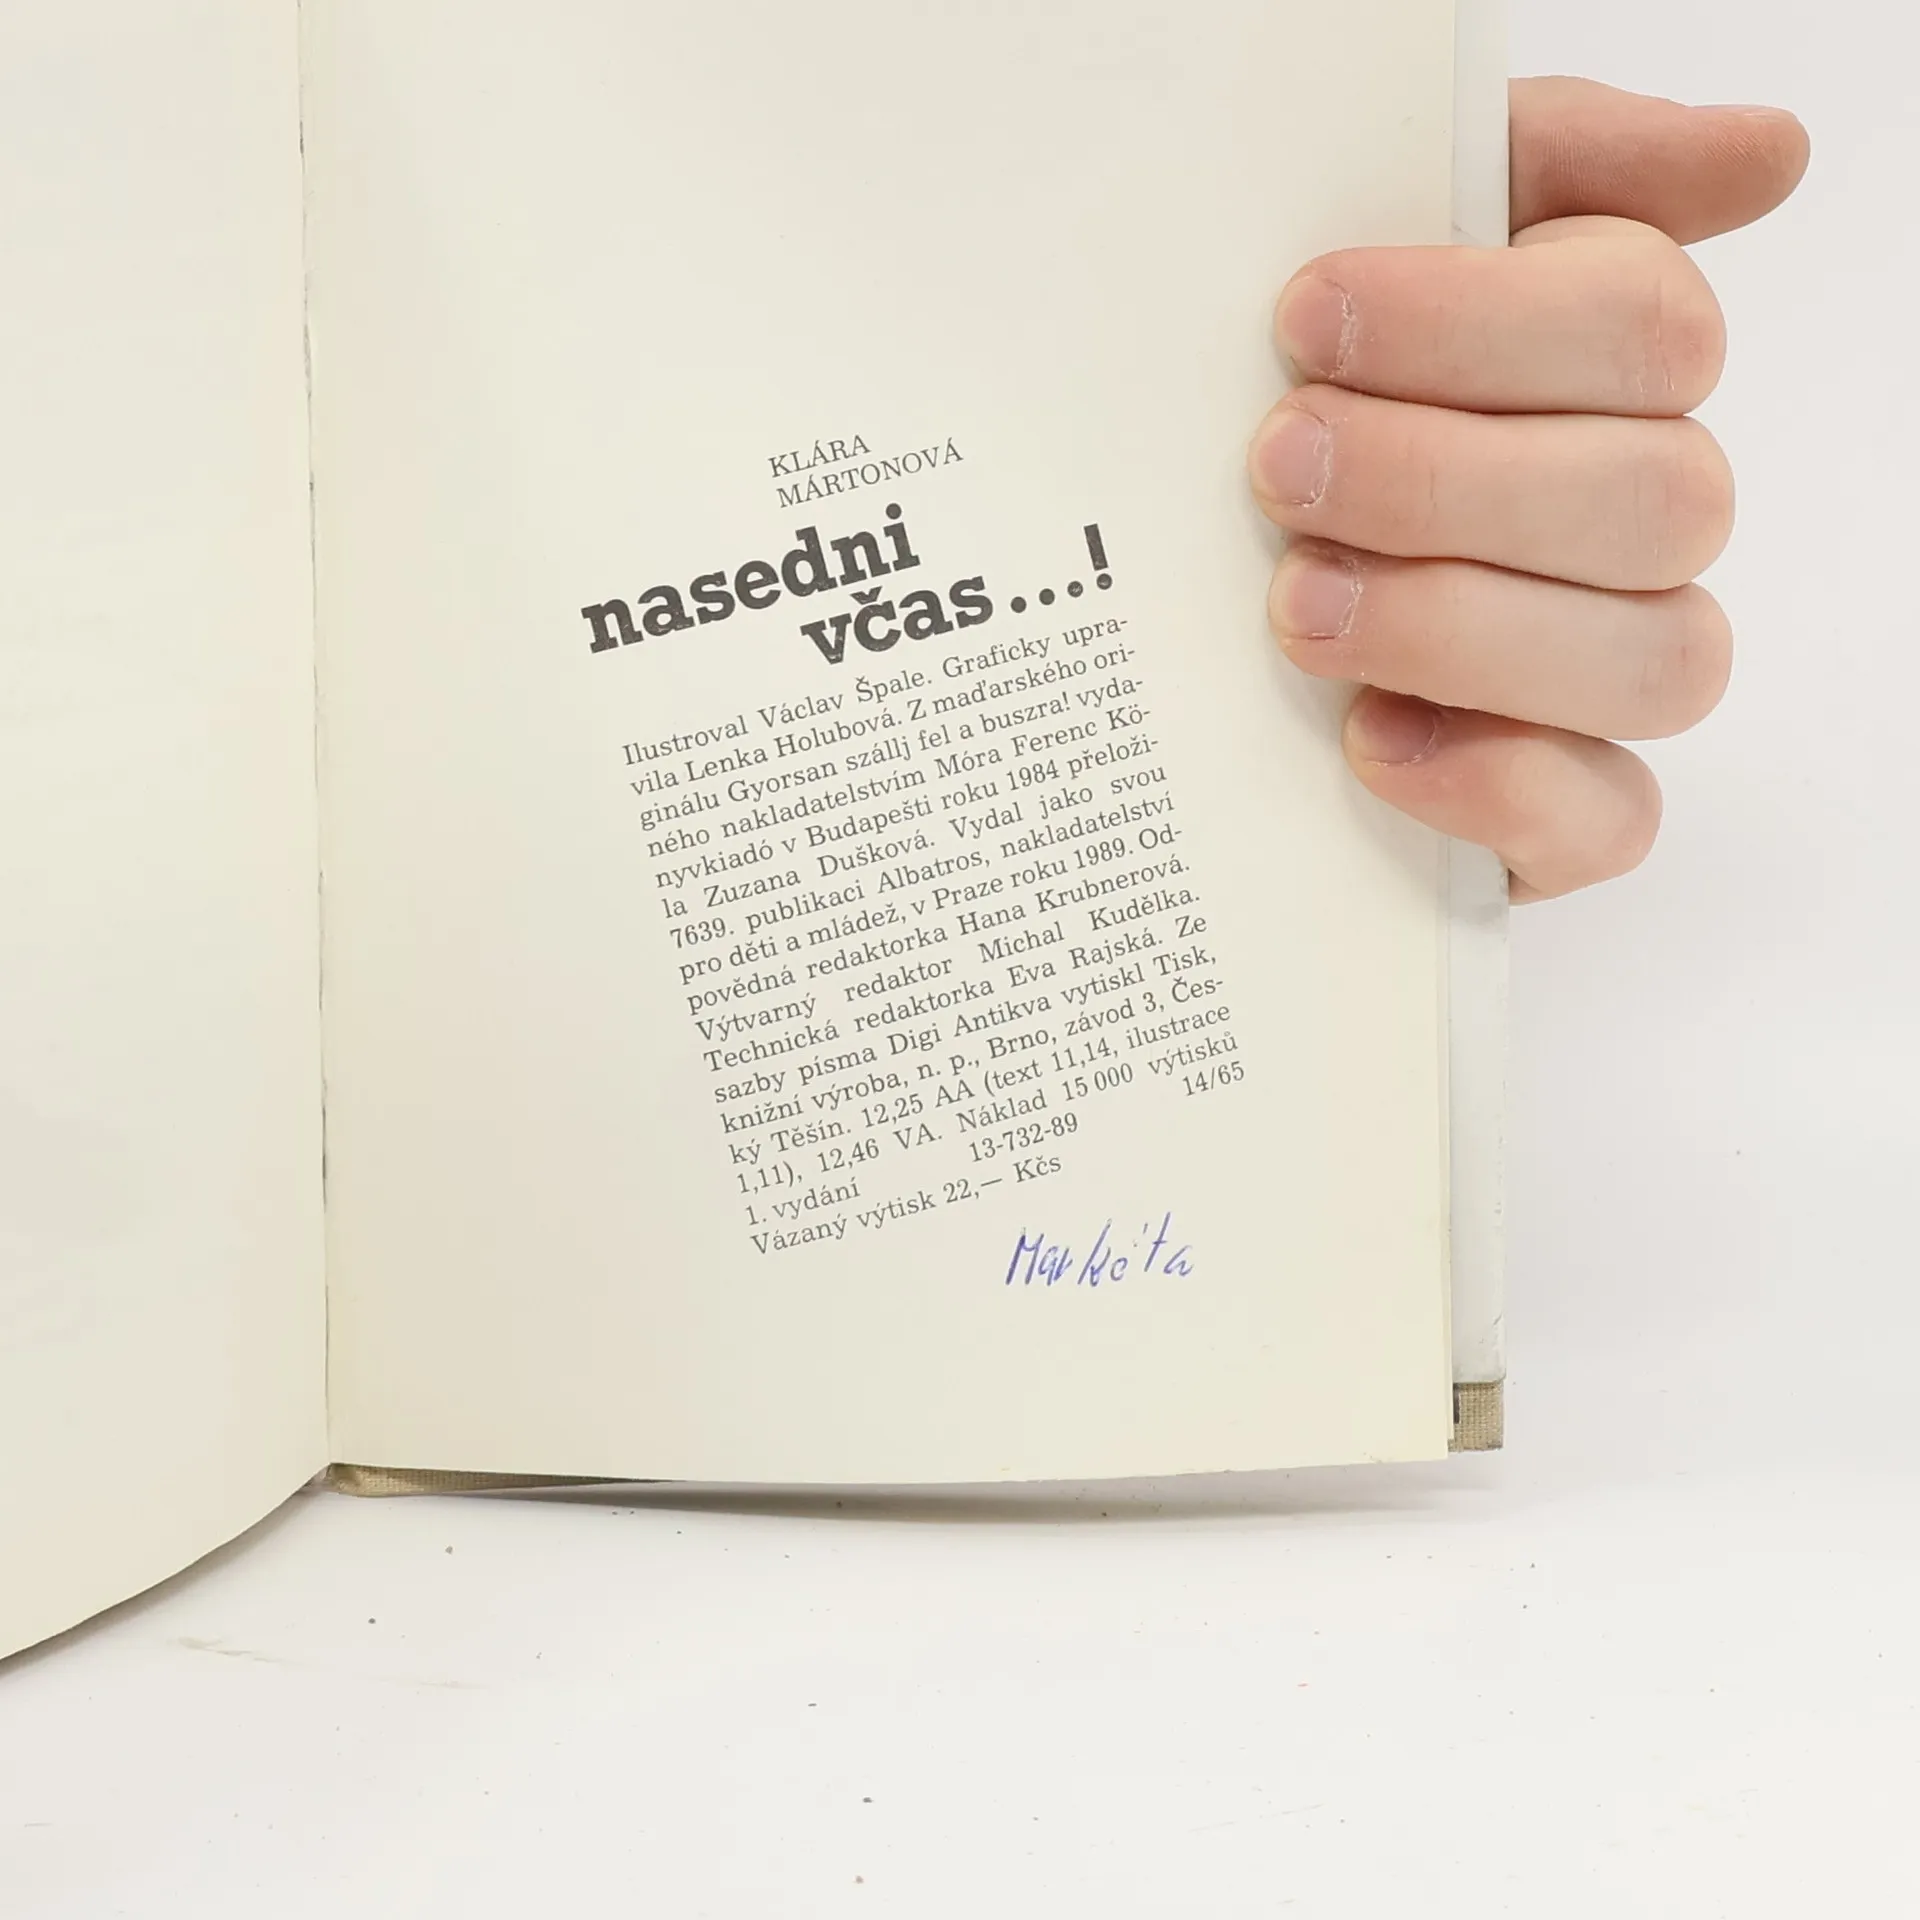 KLÁRA
MÁRTONOVÁ
nasedni
včas...!
Ilustroval Václav Špale. Graficky upra-
vila Lenka Holubová. Z maďarského ori-
ginálu Gyorsan szállj fel a buszra! vyda-
ného nakladatelstvím Móra Ferenc Kö-
nyvkiadó v Budapešti roku 1984 přeloži-
la Zuzana Dušková. Vydal jako svou
7639. publikaci Albatros, nakladatelství
pro děti a mládež, v Praze roku 1989. Od-
povědná redaktorka Hana Krubnerová.
Výtvarný redaktor Michal Kudělka.
Technická redaktorka Eva Rajská. Ze
sazby písma Digi Antikva vytiskl Tisk,
knižní výroba, n. p., Brno, závod 3, Čes-
ký Těšín. 12,25 AA (text 11,14, ilustrace
1,11), 12,46 VA. Náklad 15 000 výtisků
1. vydání 13-732-89 14/65
Vázaný výtisk 22,— Kčs
Markéta